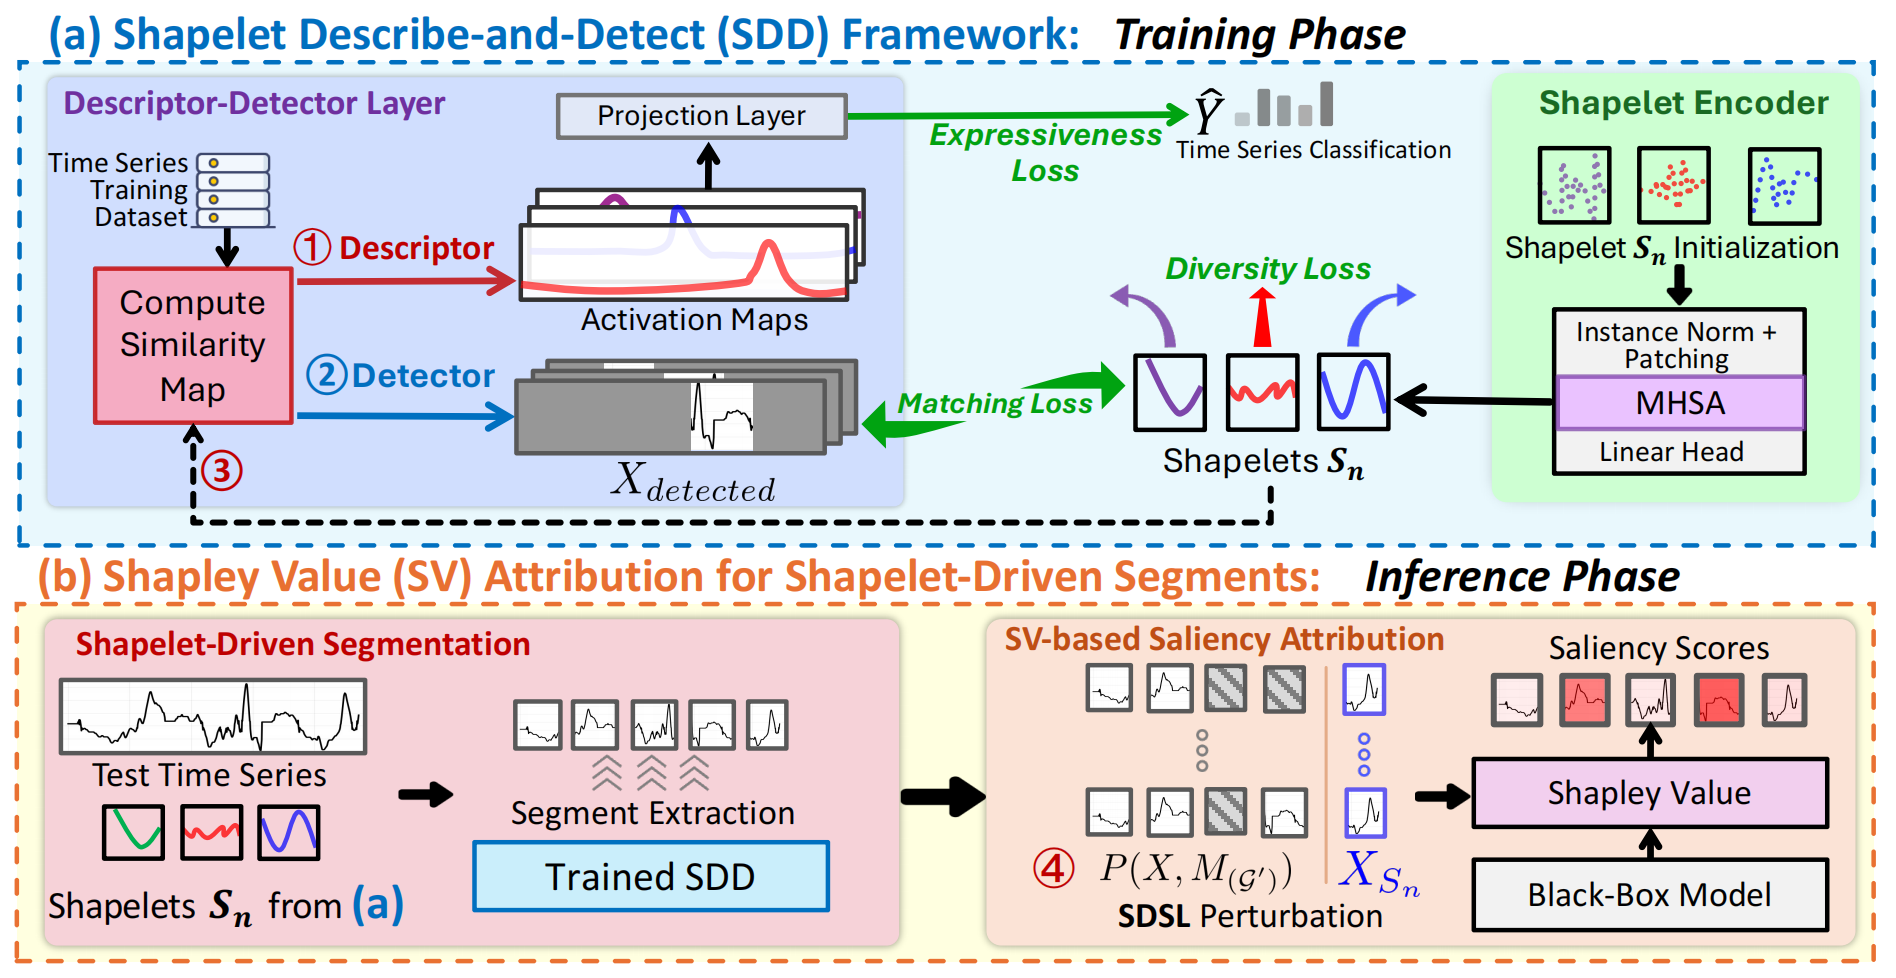 (a) Shapelet Describe-and-Detect (SDD) Framework: Training Phase
Descriptor-Detector Layer
Time Series
Training
Dataset
Compute
Similarity
Map
① Descriptor
② Detector
③
Projection Layer
Activation Maps
X_{detected}
Expressiveness
Loss
Ŷ
Time Series Classification
Diversity Loss
Matching Loss
Shapelets S_n
Shapelet Encoder
Shapelet S_n Initialization
Instance Norm +
Patching
MHSA
Linear Head
(b) Shapley Value (SV) Attribution for Shapelet-Driven Segments: Inference Phase
Shapelet-Driven Segmentation
Test Time Series
Shapelets S_n from (a)
Segment Extraction
Trained SDD
SV-based Saliency Attribution
④ P(X, M_{(𝒢')})
X_{S_n}
SDSL Perturbation
Saliency Scores
Shapley Value
Black-Box Model